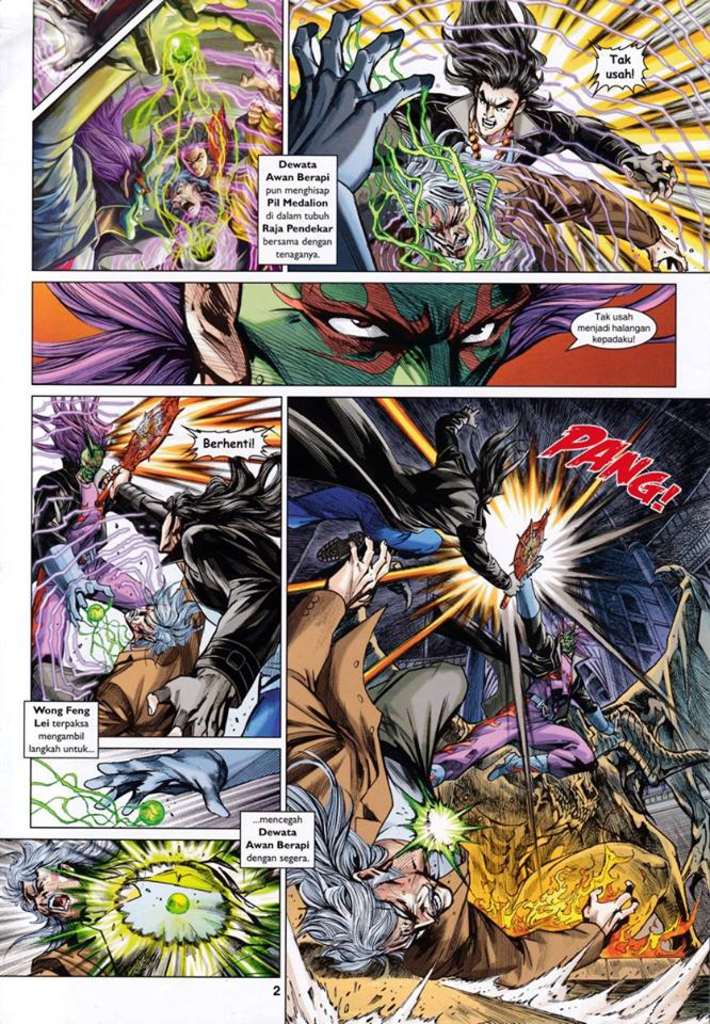 Dewata
Awan Berapi
pun menghisap
Pil Medalion
di dalam tubuh
Raja Pendekar
bersama dengan
tenaganya.
Tak
usah!
Tak usah
menjadi halangan
kepadaku!
Berhenti!
Wong Feng
Lei terpaksa
mengambil
langkah untuk...
...mencegah
Dewata
Awan Berapi
dengan segera.
PANG!
2